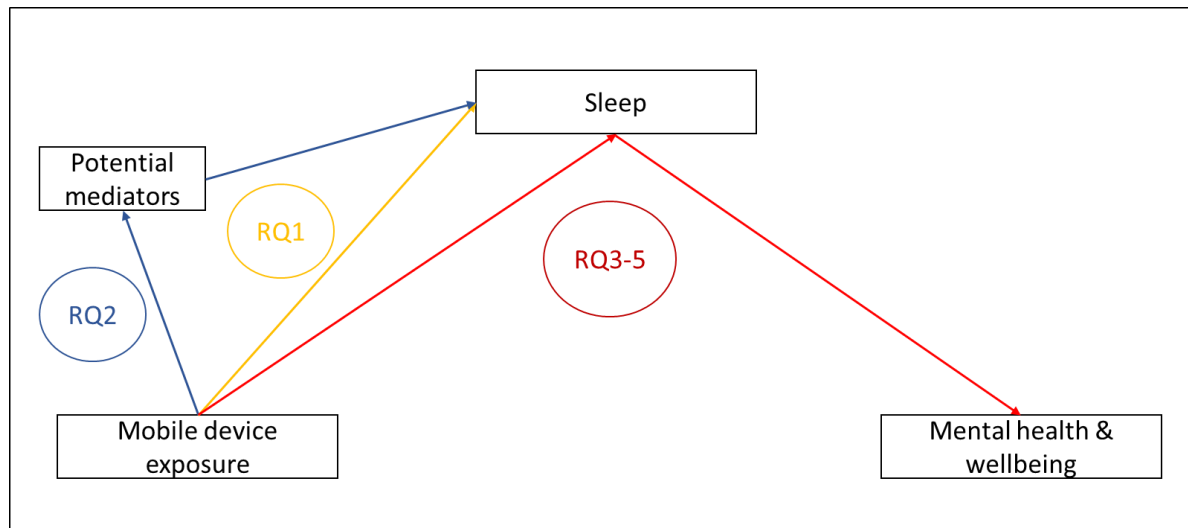 Sleep
Potential
mediators
RQ1
RQ3-5
RQ2
Mobile device
exposure
Mental health &
wellbeing